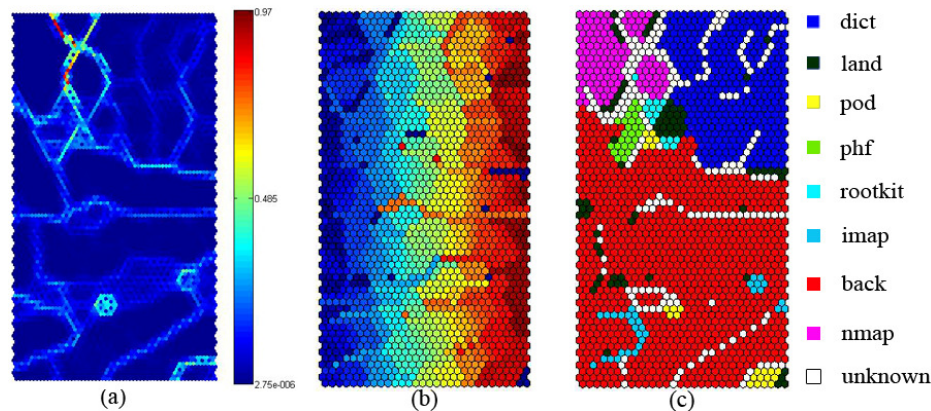 0.97
0.485
2.75e-006
dict
land
pod
phf
rootkit
imap
back
nmap
unknown
(a)
(b)
(c)